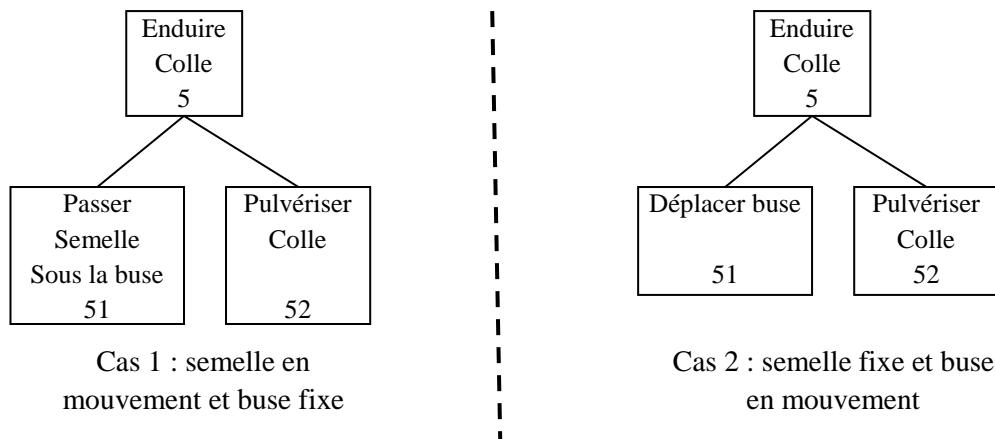 Enduire
Colle
5
Passer
Semelle
Sous la buse
51
Pulvériser
Colle
52
Cas 1 : semelle en
mouvement et buse fixe
Enduire
Colle
5
Déplacer buse
51
Pulvériser
Colle
52
Cas 2 : semelle fixe et buse
en mouvement